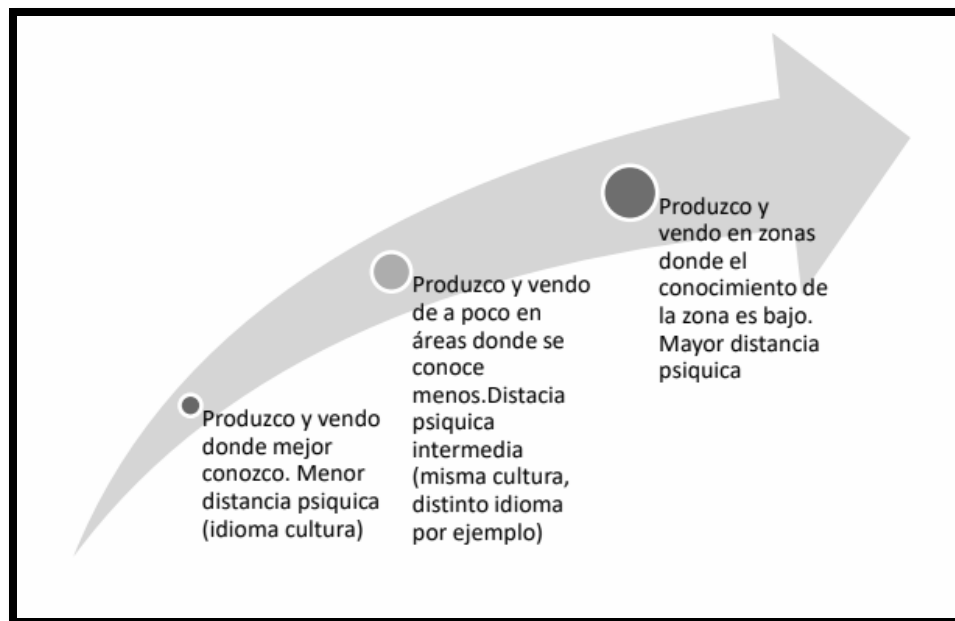 Produzco y vendo
donde mejor
conozco. Menor
distancia psiquica
(idioma cultura)
Produzco y vendo
de a poco en
áreas donde se
conoce
menos.Distacia
psiquica
intermedia
(misma cultura,
distinto idioma
por ejemplo)
Produzco y
vendo en zonas
donde el
conocimiento de
la zona es bajo.
Mayor distancia
psiquica